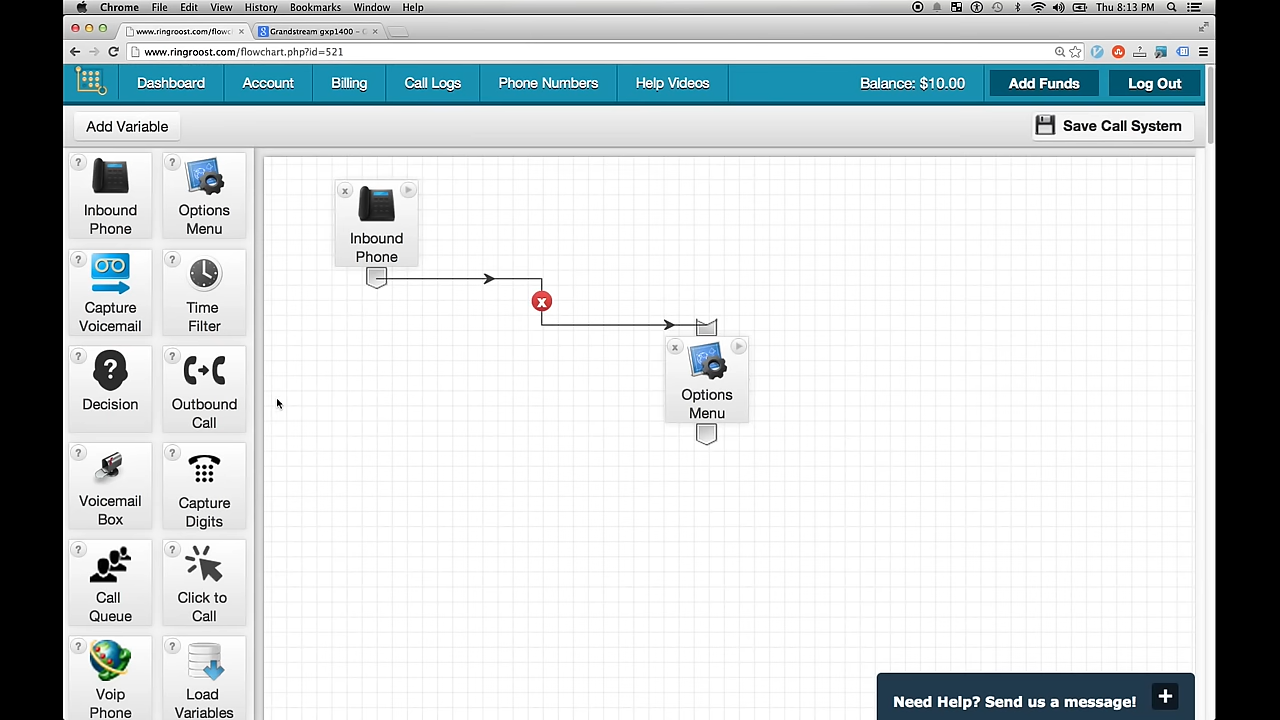 Chrome File Edit View History Bookmarks Window Help Thu 8:13 PM
www.ringroost.com/flowc Grandstream gxp1400 -
www.ringroost.com/flowchart.php?id=521
Dashboard Account Billing Call Logs Phone Numbers Help Videos Balance: $10.00 Add Funds Log Out
Add Variable Save Call System
? Inbound Phone
? Options Menu
? Capture Voicemail
? Time Filter
? Decision
? Outbound Call
? Voicemail Box
? Capture Digits
? Call Queue
? Click to Call
? Voip Phone
? Load Variables
x
Inbound
Phone
x
x
Options
Menu
Need Help? Send us a message! +